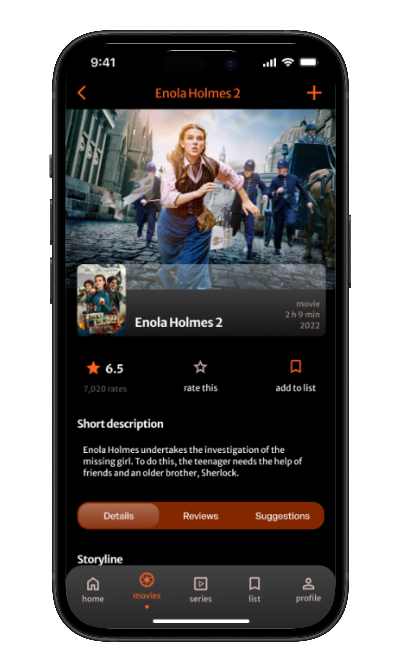 9:41
Enola Holmes 2
movie
2 h 9 min
Enola Holmes 2
2022
6.5
7,020 rates
rate this
add to list
Short description
Enola Holmes undertakes the investigation of the
missing girl. To do this, the teenager needs the help of
friends and an older brother, Sherlock.
Details
Reviews
Suggestions
Storyline
home
movies
series
list
profile